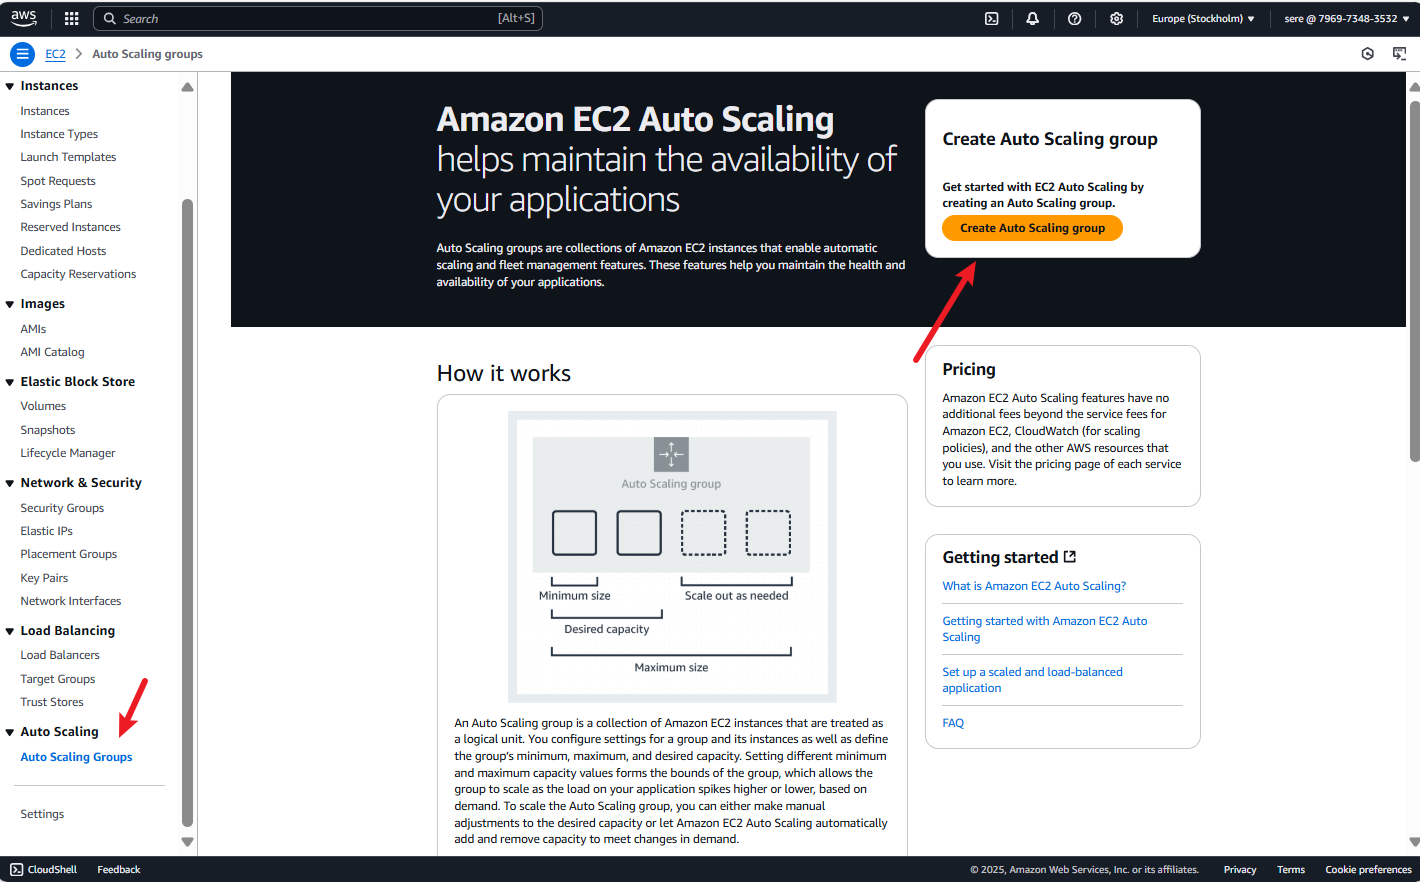 aws
Search
[Alt+S]
Europe (Stockholm)
sere @ 7969-7348-3532
EC2
Auto Scaling groups
Instances
Instances
Instance Types
Launch Templates
Spot Requests
Savings Plans
Reserved Instances
Dedicated Hosts
Capacity Reservations
Images
AMIs
AMI Catalog
Elastic Block Store
Volumes
Snapshots
Lifecycle Manager
Network & Security
Security Groups
Elastic IPs
Placement Groups
Key Pairs
Network Interfaces
Load Balancing
Load Balancers
Target Groups
Trust Stores
Auto Scaling
Auto Scaling Groups
Settings
Amazon EC2 Auto Scaling
helps maintain the availability of
your applications
Auto Scaling groups are collections of Amazon EC2 instances that enable automatic
scaling and fleet management features. These features help you maintain the health and
availability of your applications.
Create Auto Scaling group
Get started with EC2 Auto Scaling by
creating an Auto Scaling group.
Create Auto Scaling group
How it works
Auto Scaling group
Minimum size
Scale out as needed
Desired capacity
Maximum size
An Auto Scaling group is a collection of Amazon EC2 instances that are treated as
a logical unit. You configure settings for a group and its instances as well as define
the group's minimum, maximum, and desired capacity. Setting different minimum
and maximum capacity values forms the bounds of the group, which allows the
group to scale as the load on your application spikes higher or lower, based on
demand. To scale the Auto Scaling group, you can either make manual
adjustments to the desired capacity or let Amazon EC2 Auto Scaling automatically
add and remove capacity to meet changes in demand.
Pricing
Amazon EC2 Auto Scaling features have no
additional fees beyond the service fees for
Amazon EC2, CloudWatch (for scaling
policies), and the other AWS resources that
you use. Visit the pricing page of each service
to learn more.
Getting started
What is Amazon EC2 Auto Scaling?
Getting started with Amazon EC2 Auto
Scaling
Set up a scaled and load-balanced
application
FAQ
CloudShell
Feedback
© 2025, Amazon Web Services, Inc. or its affiliates.
Privacy
Terms
Cookie preferences